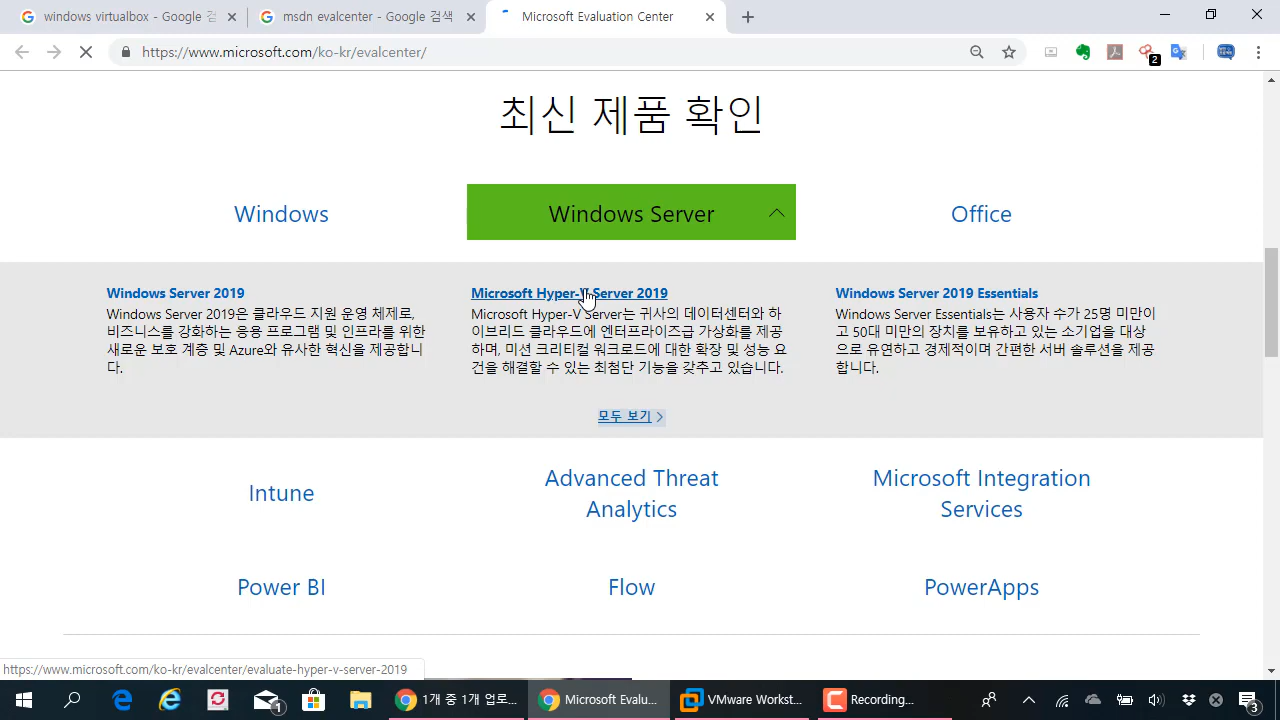 windows virtualbox - Google 검
msdn evalcenter - Google 검색
Microsoft Evaluation Center
https://www.microsoft.com/ko-kr/evalcenter/
2
최신 제품 확인
Windows
Windows Server
Office
Windows Server 2019
Windows Server 2019은 클라우드 지원 운영 체제로,
비즈니스를 강화하는 응용 프로그램 및 인프라를 위한
새로운 보호 계층 및 Azure와 유사한 혁신을 제공합니
다.
Microsoft Hyper-V Server 2019
Microsoft Hyper-V Server는 귀사의 데이터센터와 하
이브리드 클라우드에 엔터프라이즈급 가상화를 제공
하며, 미션 크리티컬 워크로드에 대한 확장 및 성능 요
건을 해결할 수 있는 최첨단 기능을 갖추고 있습니다.
Windows Server 2019 Essentials
Windows Server Essentials는 사용자 수가 25명 미만이
고 50대 미만의 장치를 보유하고 있는 소기업을 대상
으로 유연하고 경제적이며 간편한 서버 솔루션을 제공
합니다.
모두 보기
Intune
Advanced Threat
Analytics
Microsoft Integration
Services
Power BI
Flow
PowerApps
https://www.microsoft.com/ko-kr/evalcenter/evaluate-hyper-v-server-2019
1
1개 중 1개 업로...
Microsoft Evalu...
VMware Workst...
Recording...
3